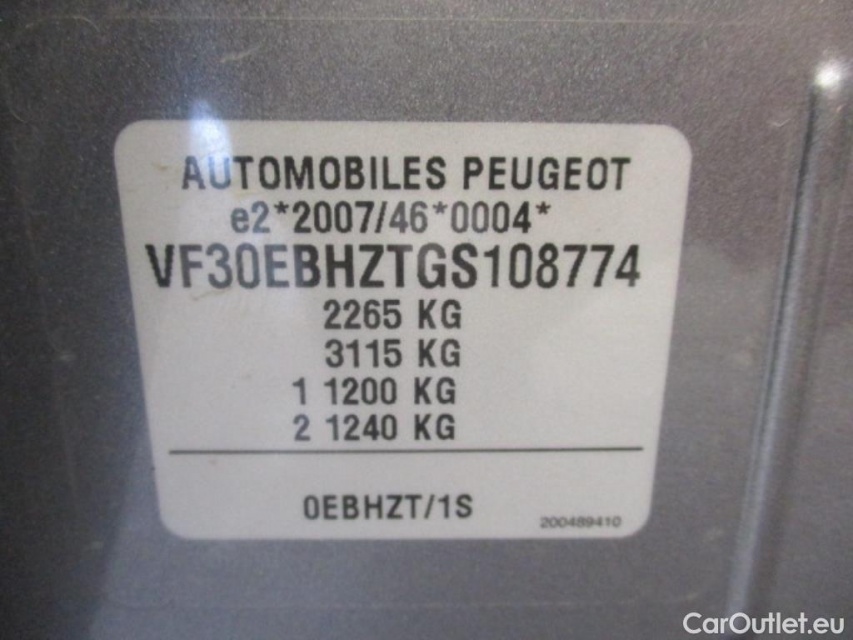 AUTOMOBILES PEUGEOT
e2*2007/46*0004*
VF30EBHZTGS108774
2265 KG
3115 KG
1 1200 KG
2 1240 KG
0EBHZT/1S
200489410
CarOutlet.eu